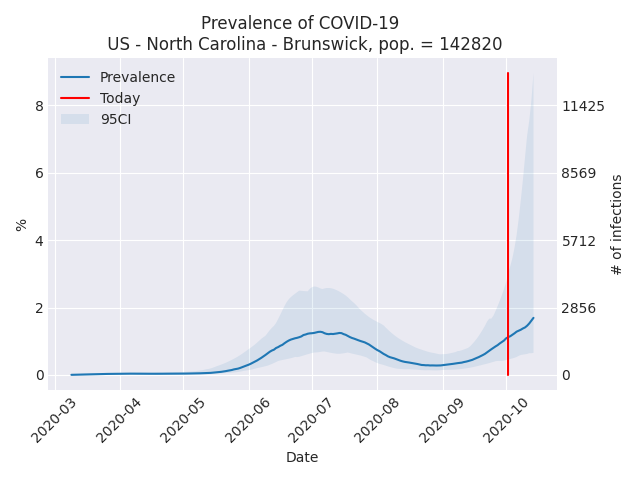 Prevalence of COVID-19
US - North Carolina - Brunswick, pop. = 142820
Prevalence
Today
95CI
8
6
4
2
0
%
11425
8569
5712
2856
0
# of infections
2020-03
2020-04
2020-05
2020-06
2020-07
2020-08
2020-09
2020-10
Date